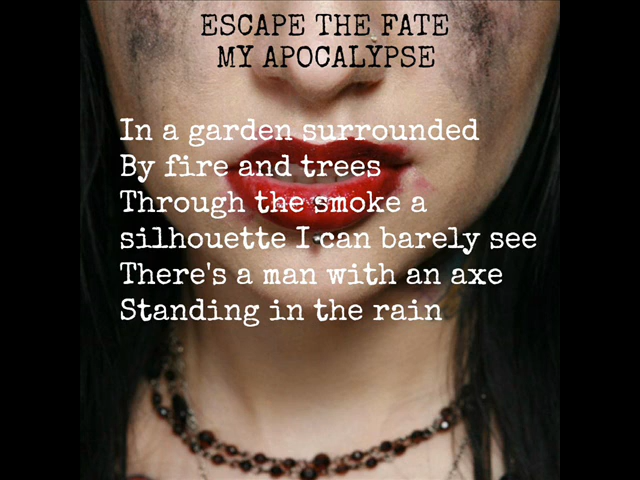 ESCAPE THE FATE
MY APOCALYPSE
In a garden surrounded
By fire and trees
Through the smoke a
silhouette I can barely see
There's a man with an axe
Standing in the rain